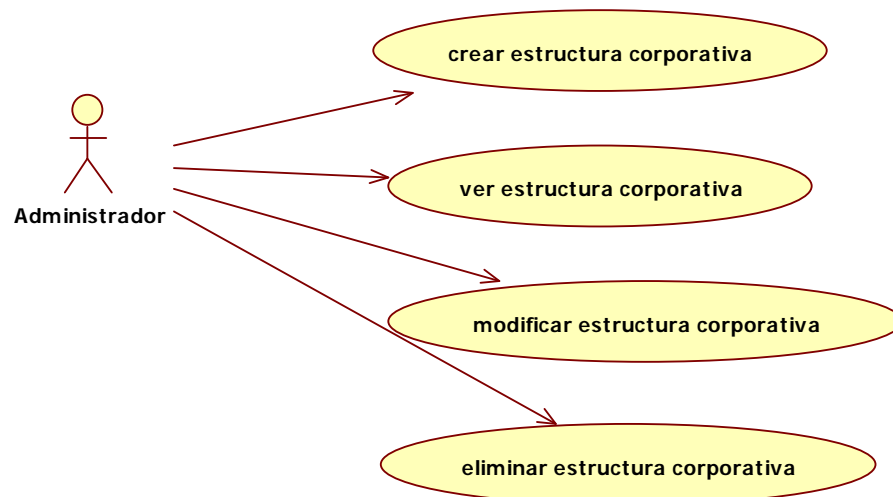 crear estructura corporativa
ver estructura corporativa
Administrador
modificar estructura corporativa
eliminar estructura corporativa